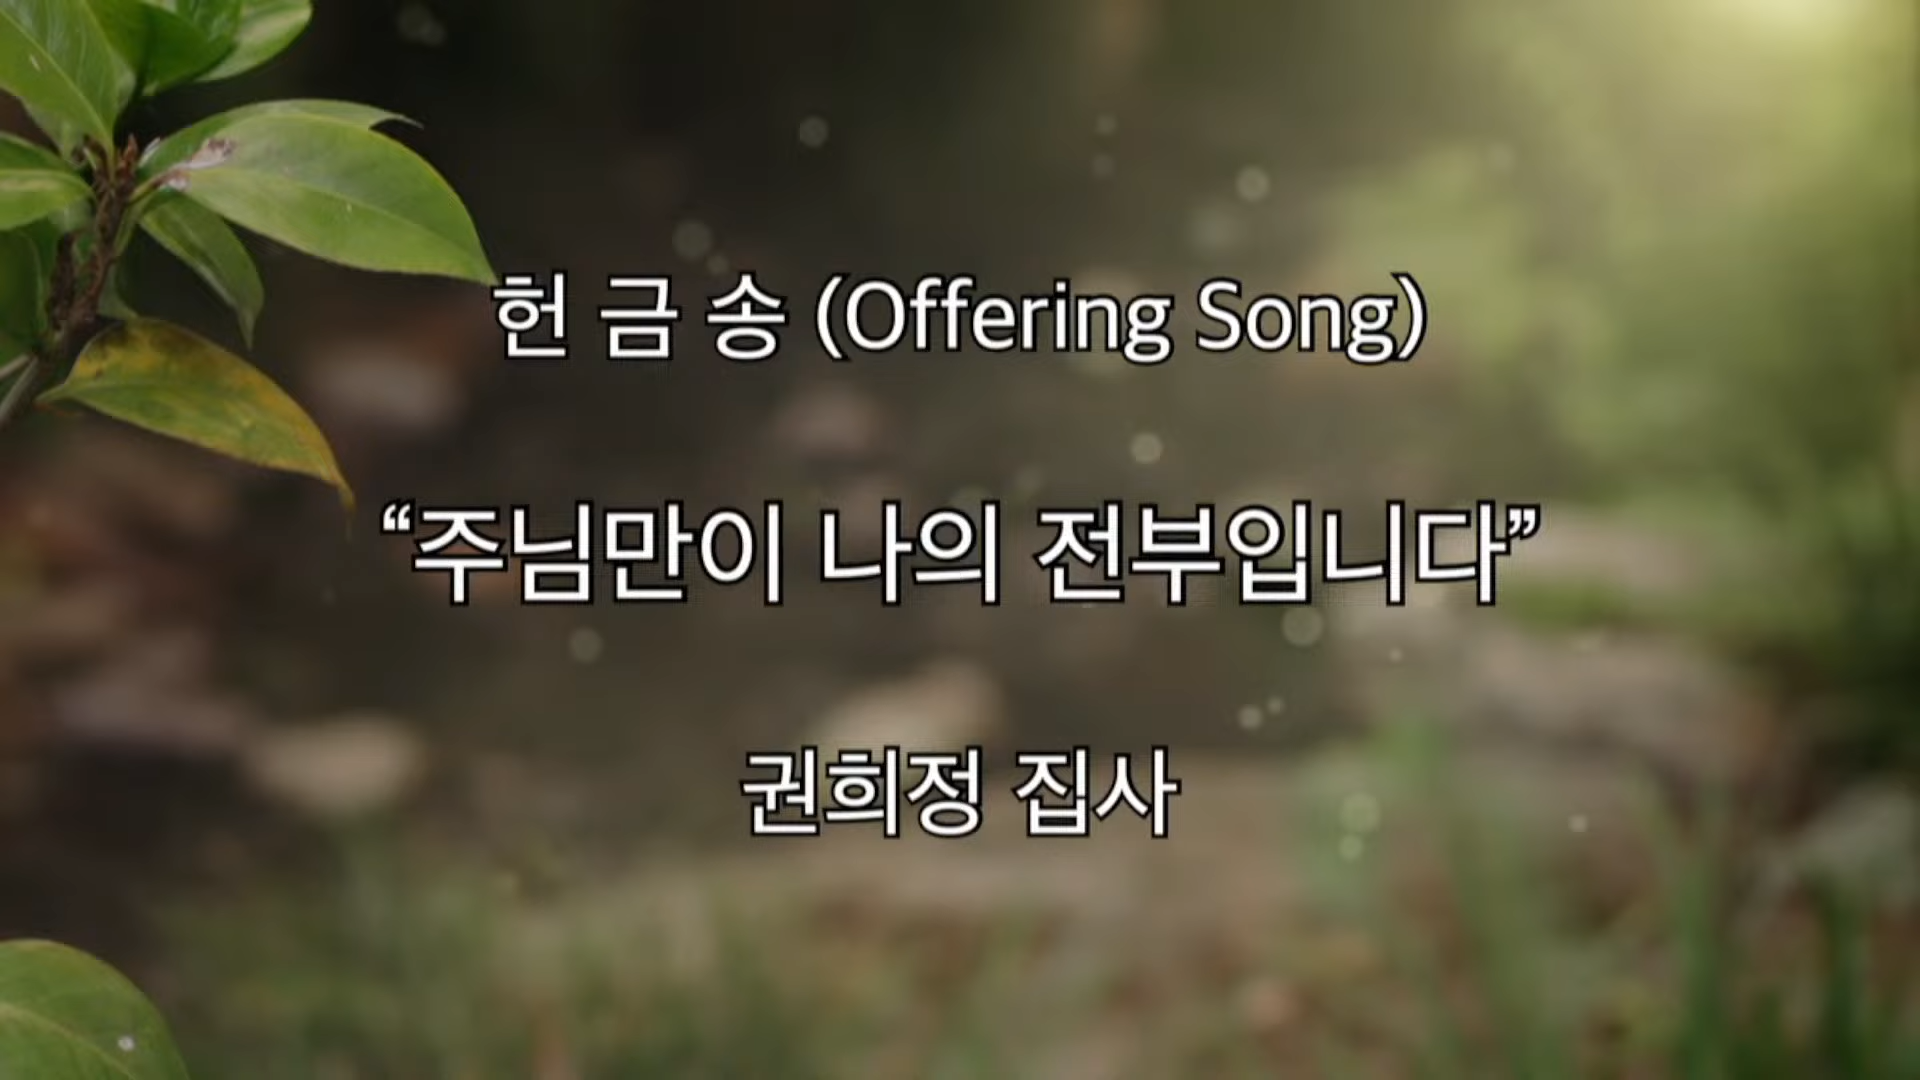 헌 금 송 (Offering Song)
“주님만이 나의 전부입니다”
권희정 집사